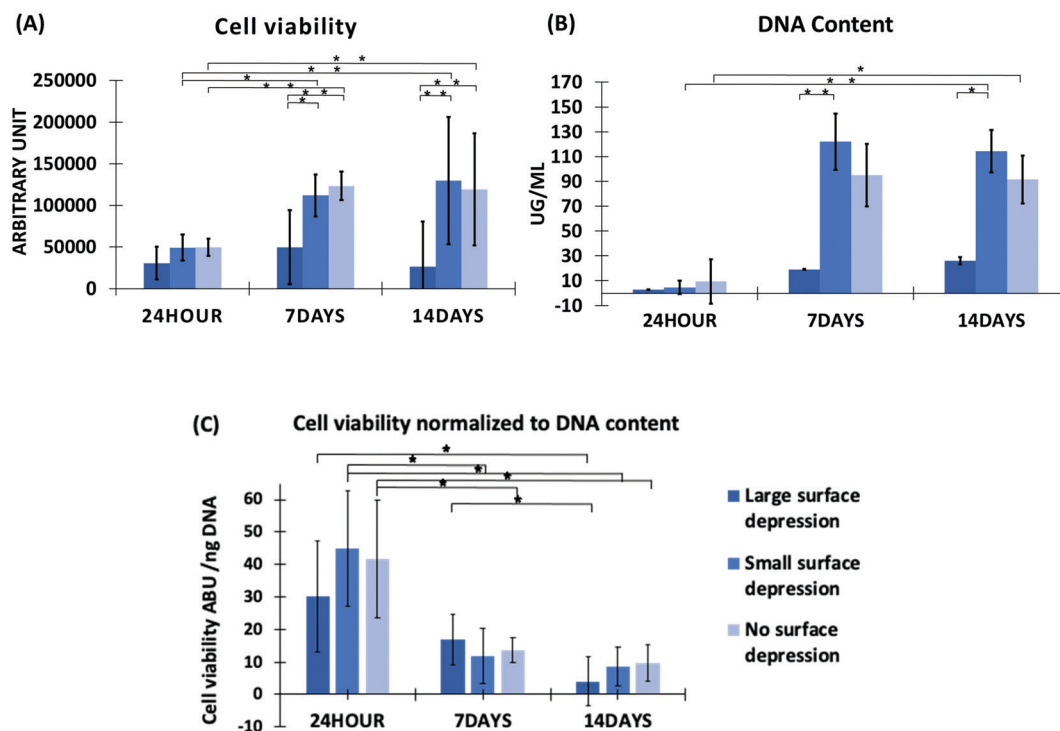 (A)
Cell viability
* *
* *
*
* *
* *
*
* *
* *
ARBITRARY UNIT
250000
200000
150000
100000
50000
0
24HOUR 7DAYS 14DAYS
(B)
DNA Content
*
* *
* *
*
UG/ML
170
150
130
110
90
70
50
30
10
-10
24HOUR 7DAYS 14DAYS
(C)
Cell viability normalized to DNA content
*
*
*
*
*
*
Cell viability ABU /ng DNA
60
50
40
30
20
10
0
-10
24HOUR 7DAYS 14DAYS
Large surface
depression
Small surface
depression
No surface
depression